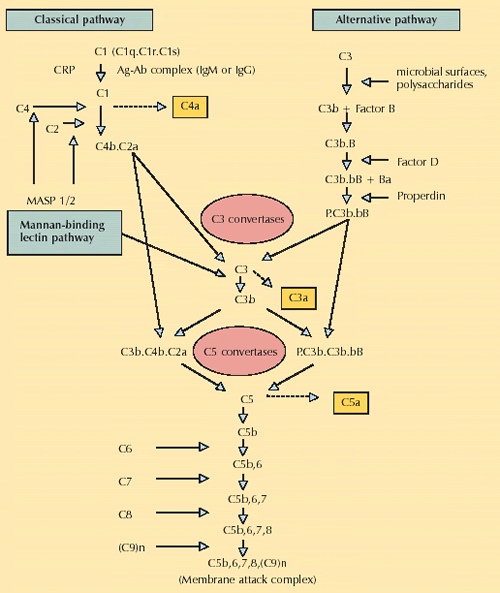 Classical pathway
Alternative pathway
C1 (C1q.C1r.C1s)
CRP
Ag-Ab complex (IgM or IgG)
C1
C4
C4a
C2
C4b.C2a
MASP 1/2
Mannan-binding
lectin pathway
C3
microbial surfaces,
polysaccharides
C3b + Factor B
C3b.B
Factor D
C3b.bB + Ba
Properdin
P.C3b.bB
C3 convertases
C3
C3b
C3a
C3b.C4b.C2a
C5 convertases
P.C3b.C3b.bB
C5
C5a
C5b
C6
C5b,6
C7
C5b,6,7
C8
C5b,6,7,8
(C9)n
C5b,6,7,8,(C9)n
(Membrane attack complex)